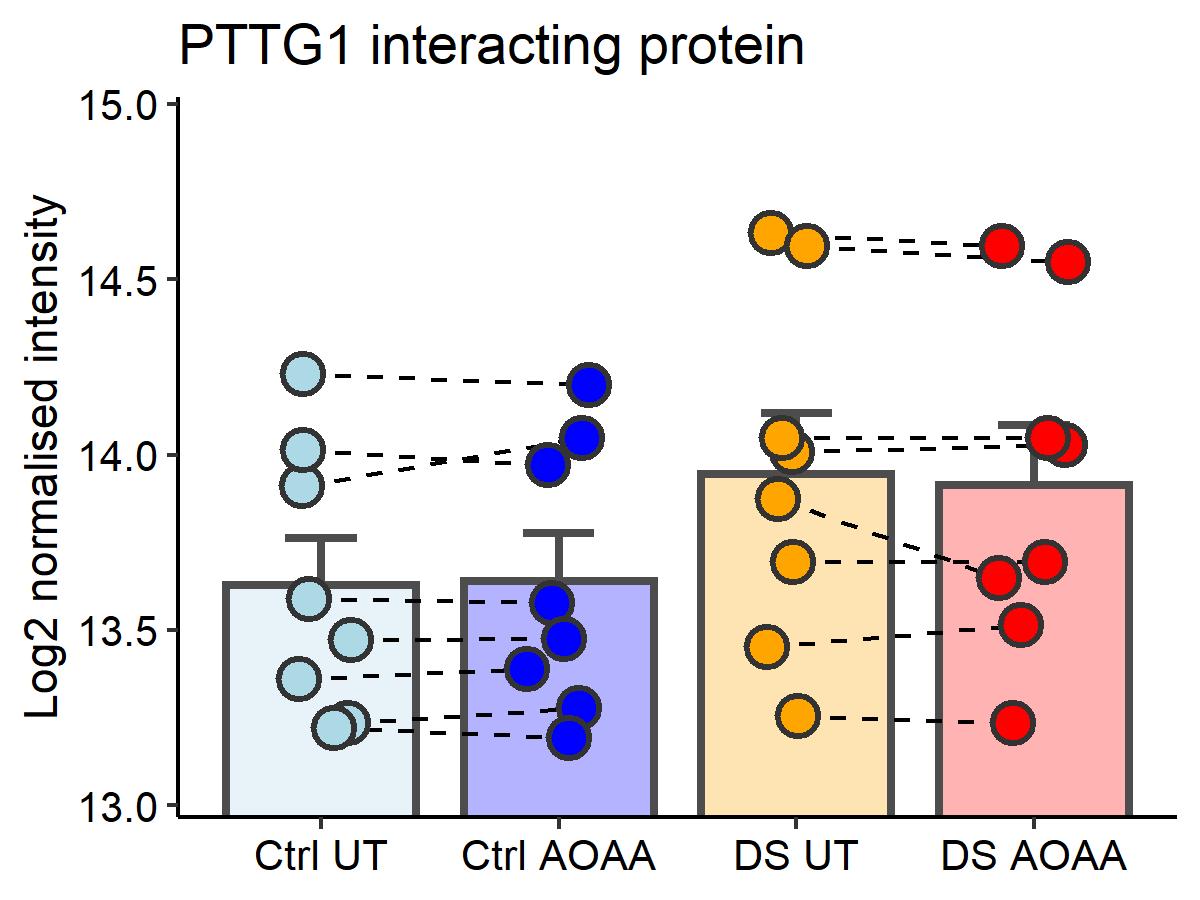 PTTG1 interacting protein
Log2 normalised intensity
15.0
14.5
14.0
13.5
13.0
Ctrl UT
Ctrl AOAA
DS UT
DS AOAA